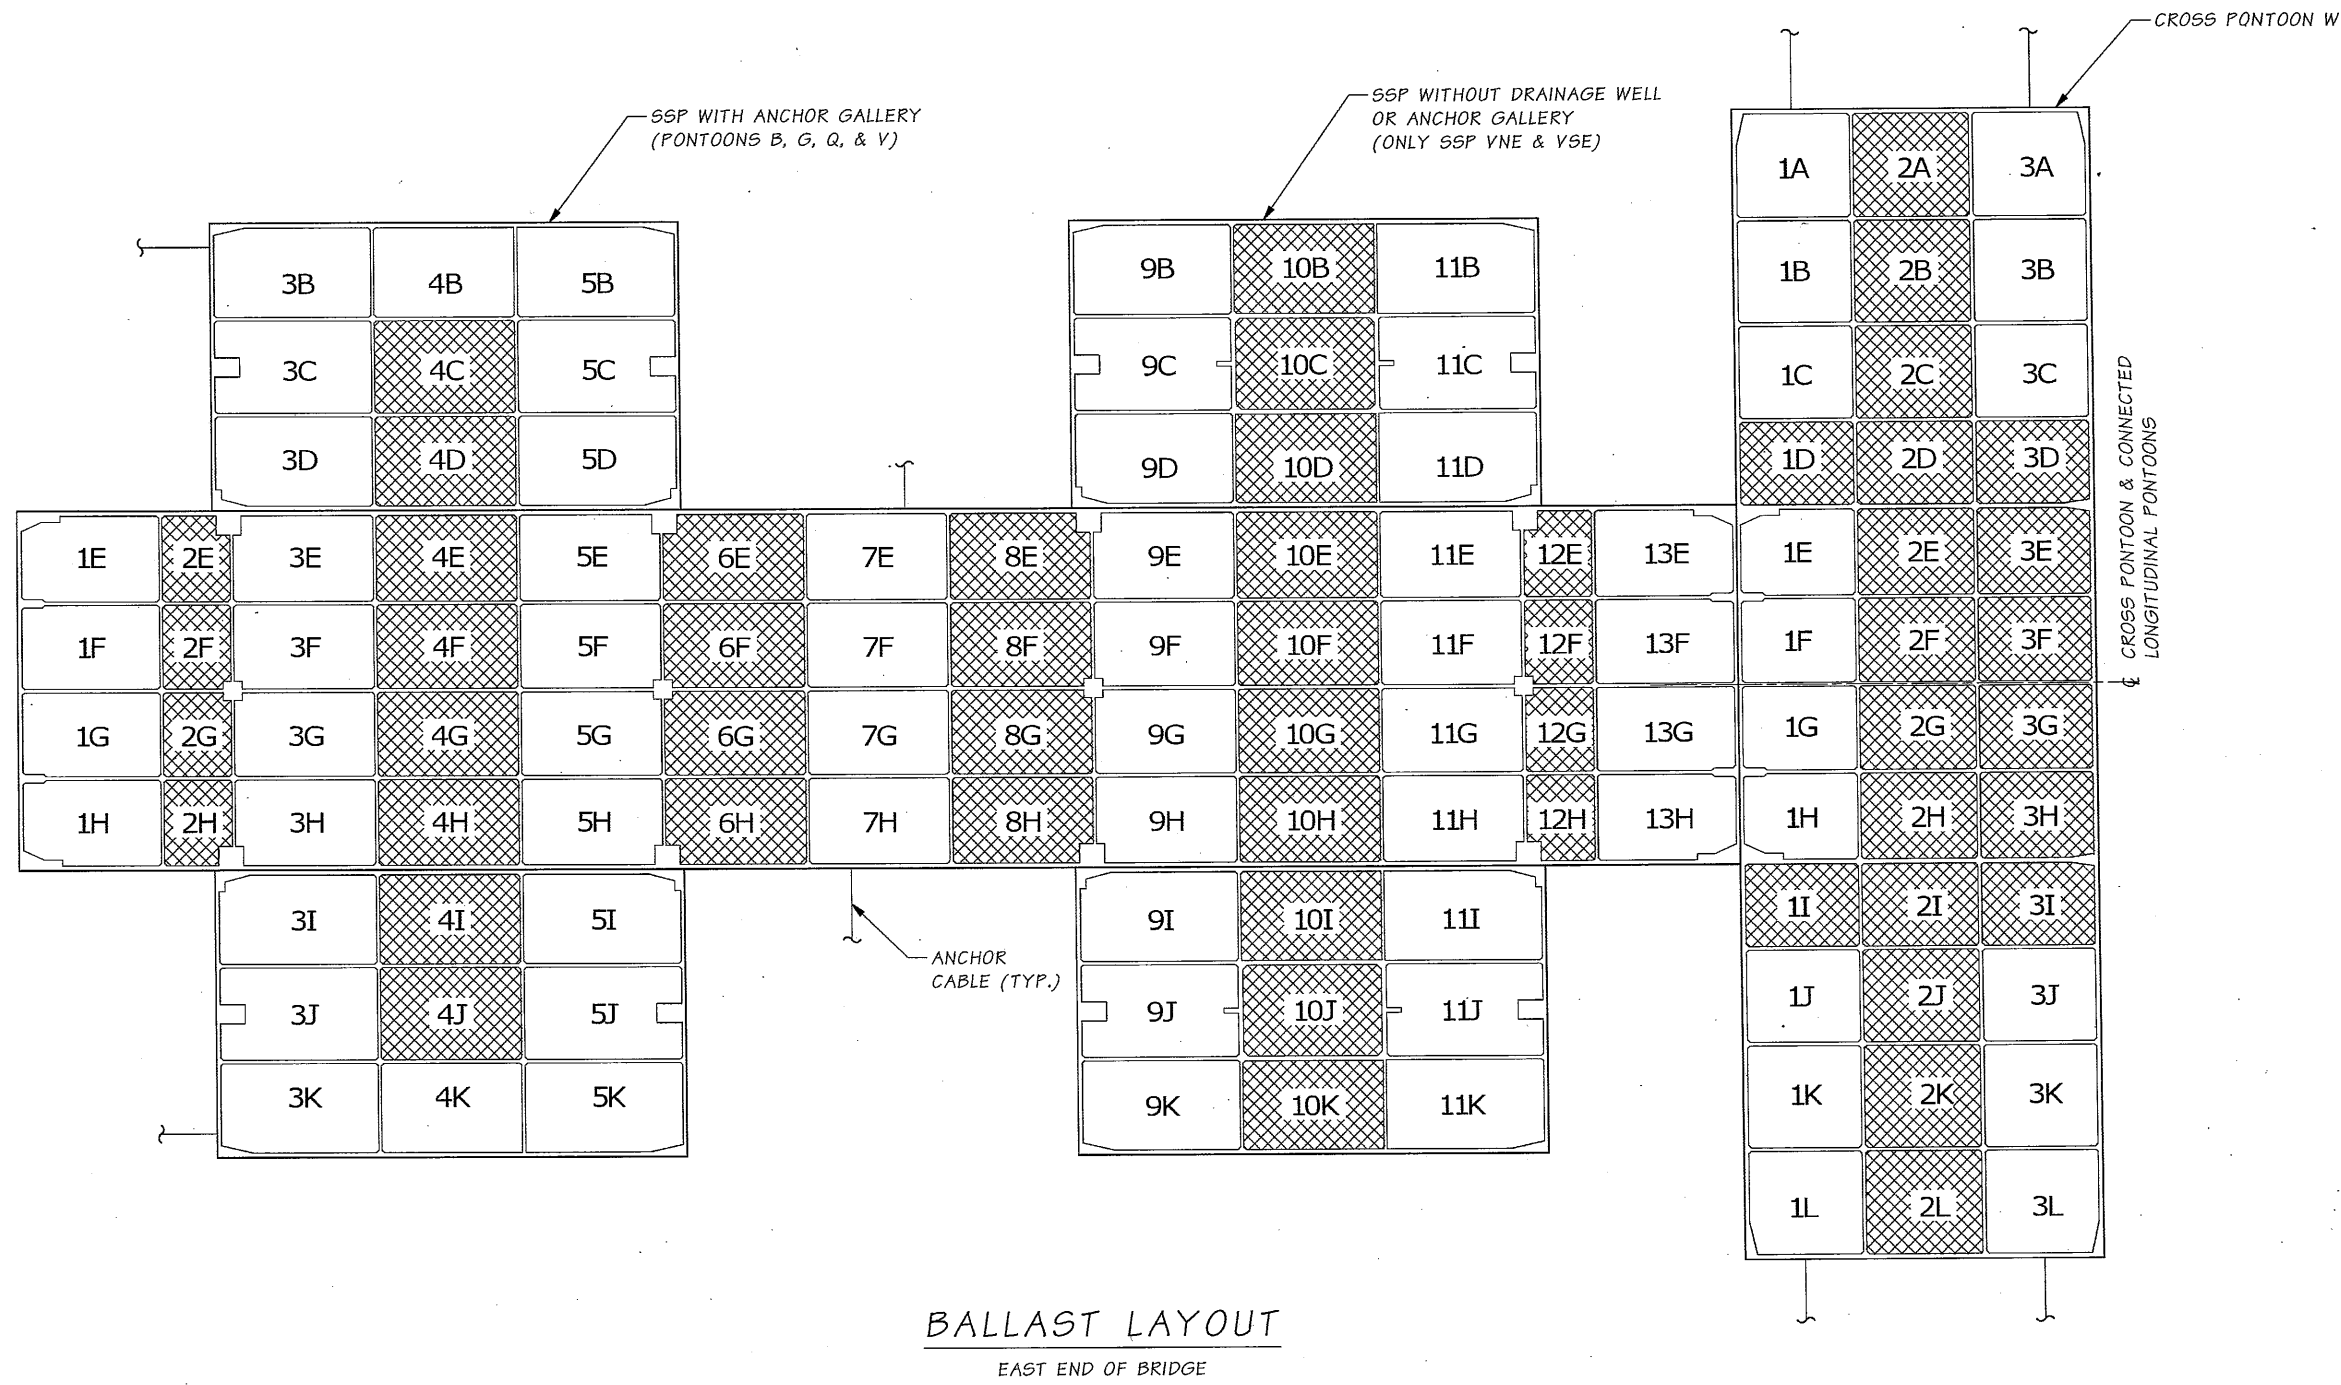 CROSS PONTOON W
SSP WITH ANCHOR GALLERY
(PONTOONS B, G, Q, & V)
SSP WITHOUT DRAINAGE WELL
OR ANCHOR GALLERY
(ONLY SSP VNE & VSE)
1A 2A 3A
3B 4B 5B
9B 10B 11B
1B 2B 3B
3C 4C 5C
9C 10C 11C
1C 2C 3C
3D 4D 5D
9D 10D 11D
1D 2D 3D
CROSS PONTOON & CONNECTED
LONGITUDINAL PONTOONS
1E 2E 3E 4E 5E 6E 7E 8E 9E 10E 11E 12E 13E
1E 2E 3E
1F 2F 3F 4F 5F 6F 7F 8F 9F 10F 11F 12F 13F
1F 2F 3F
1G 2G 3G 4G 5G 6G 7G 8G 9G 10G 11G 12G 13G
1G 2G 3G
1H 2H 3H 4H 5H 6H 7H 8H 9H 10H 11H 12H 13H
1H 2H 3H
3I 4I 5I
9I 10I 11I
1I 2I 3I
ANCHOR
CABLE (TYP.)
3J 4J 5J
9J 10J 11J
1J 2J 3J
3K 4K 5K
9K 10K 11K
1K 2K 3K
1L 2L 3L
BALLAST LAYOUT
EAST END OF BRIDGE